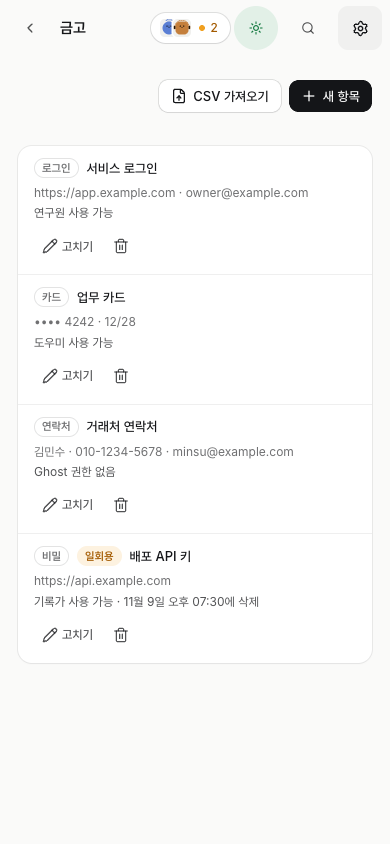 금고
2
CSV 가져오기
새 항목
로그인 서비스 로그인
https://app.example.com · owner@example.com
연구원 사용 가능
고치기
카드 업무 카드
•••• 4242 · 12/28
도우미 사용 가능
고치기
연락처 거래처 연락처
김민수 · 010-1234-5678 · minsu@example.com
Ghost 권한 없음
고치기
비밀 일회용 배포 API 키
https://api.example.com
기록가 사용 가능 · 11월 9일 오후 07:30에 삭제
고치기